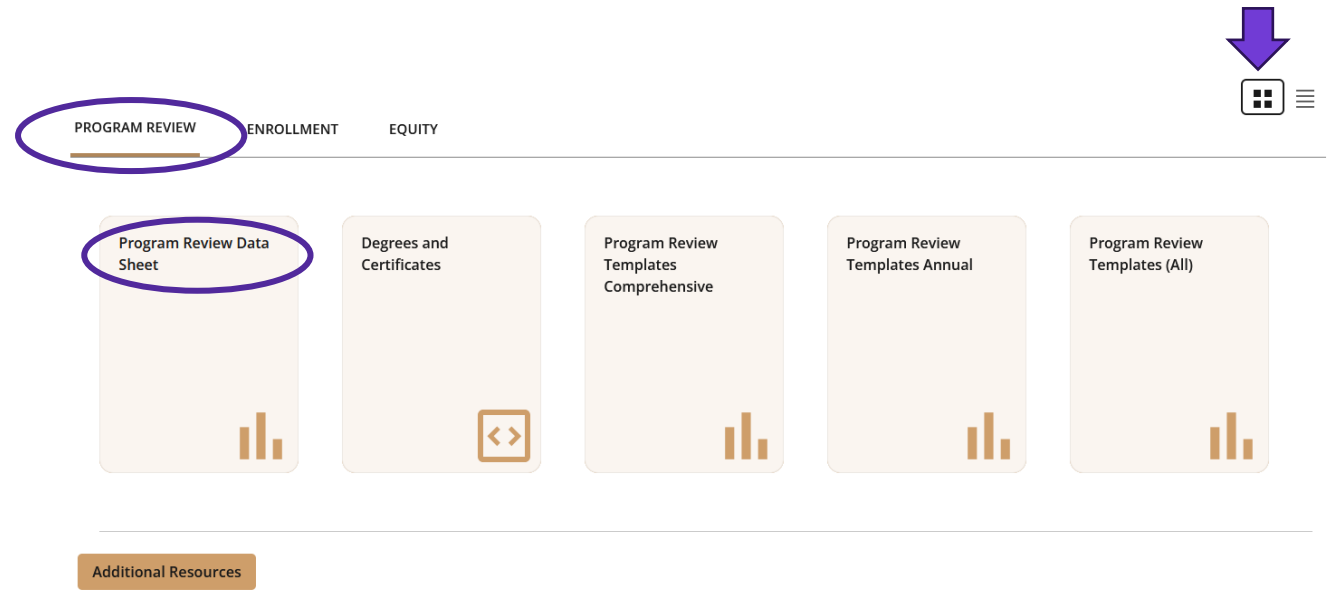 PROGRAM REVIEW
ENROLLMENT
EQUITY
Program Review Data
Sheet
Degrees and
Certificates
Program Review
Templates
Comprehensive
Program Review
Templates Annual
Program Review
Templates (All)
Additional Resources